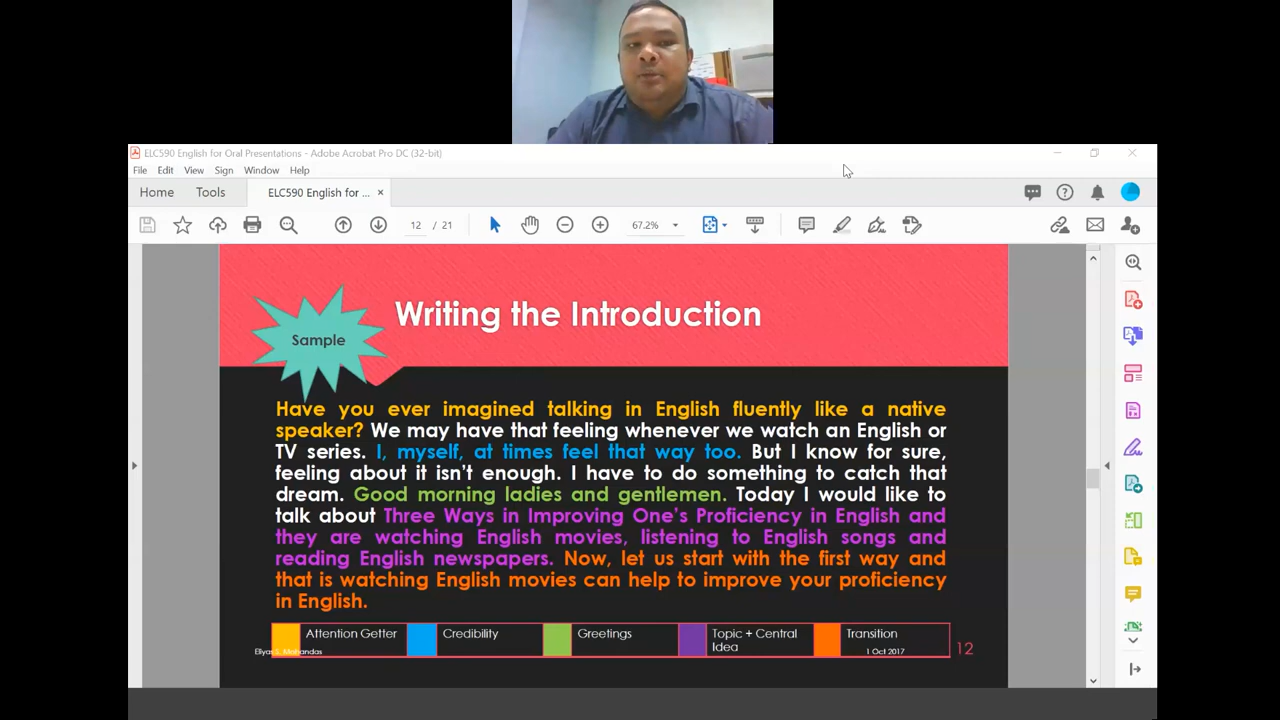 ELC590 English for Oral Presentations - Adobe Acrobat Pro DC (32-bit)
File Edit View Sign Window Help
Home Tools ELC590 English for ... ×
12 / 21 67.2%
Sample
Writing the Introduction
Have you ever imagined talking in English fluently like a native
speaker? We may have that feeling whenever we watch an English or
TV series. I, myself, at times feel that way too. But I know for sure,
feeling about it isn't enough. I have to do something to catch that
dream. Good morning ladies and gentlemen. Today I would like to
talk about Three Ways in Improving One's Proficiency in English and
they are watching English movies, listening to English songs and
reading English newspapers. Now, let us start with the first way and
that is watching English movies can help to improve your proficiency
in English.
Attention Getter Credibility Greetings Topic + Central Transition
Idea
Eliyas S. Mohandas 1 Oct 2017 12